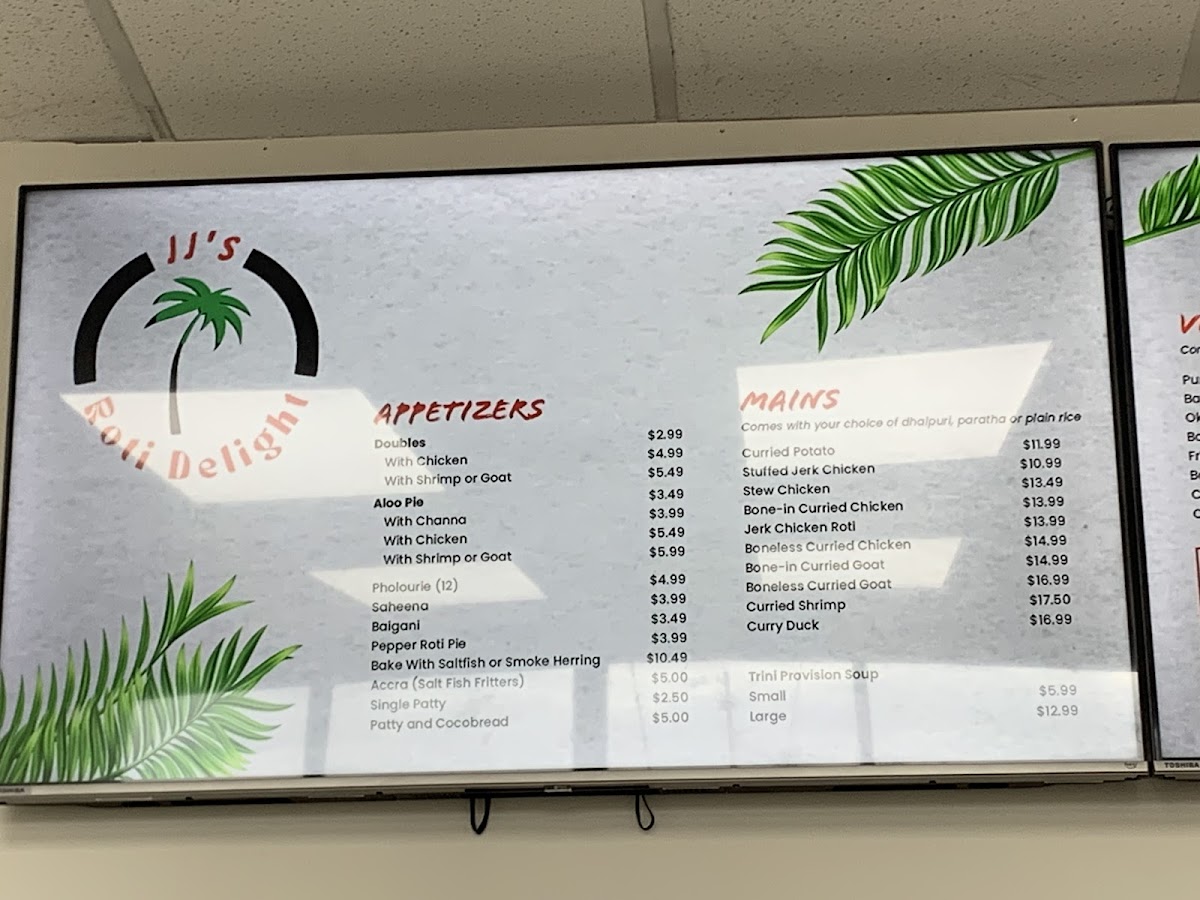 JJ's
Roti Delight
APPETIZERS
Doubles $2.99
With Chicken $4.99
With Shrimp or Goat $5.49
Aloo Pie $3.49
With Channa $3.99
With Chicken $5.49
With Shrimp or Goat $5.99
Pholourie (12) $4.99
Saheena $3.99
Baigani $3.49
Pepper Roti Pie $3.99
Bake With Saltfish or Smoke Herring $10.49
Accra (Salt Fish Fritters) $5.00
Single Patty $2.50
Patty and Cocobread $5.00
MAINS
Comes with your choice of dhalpuri, paratha or plain rice
Curried Potato $11.99
Stuffed Jerk Chicken $10.99
Stew Chicken $13.49
Bone-in Curried Chicken $13.99
Jerk Chicken Roti $13.99
Boneless Curried Chicken $14.99
Bone-in Curried Goat $14.99
Boneless Curried Goat $16.99
Curried Shrimp $17.50
Curry Duck $16.99
Trini Provision Soup
Small $5.99
Large $12.99
TOSHIBA